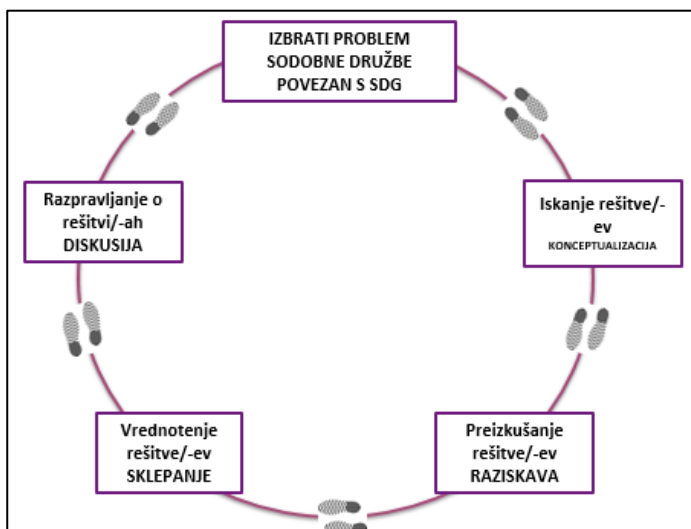 IZBRATI PROBLEM
SODOBNE DRUŽBE
POVEZAN S SDG
Razpravljanje o
rešitvi/-ah
DISKUSIJA
Iskanje rešitve/-
ev
KONCEPTUALIZACIJA
Vrednotenje
rešitve/-ev
SKLEPANJE
Preizkušanje
rešitve/-ev
RAZISKAVA